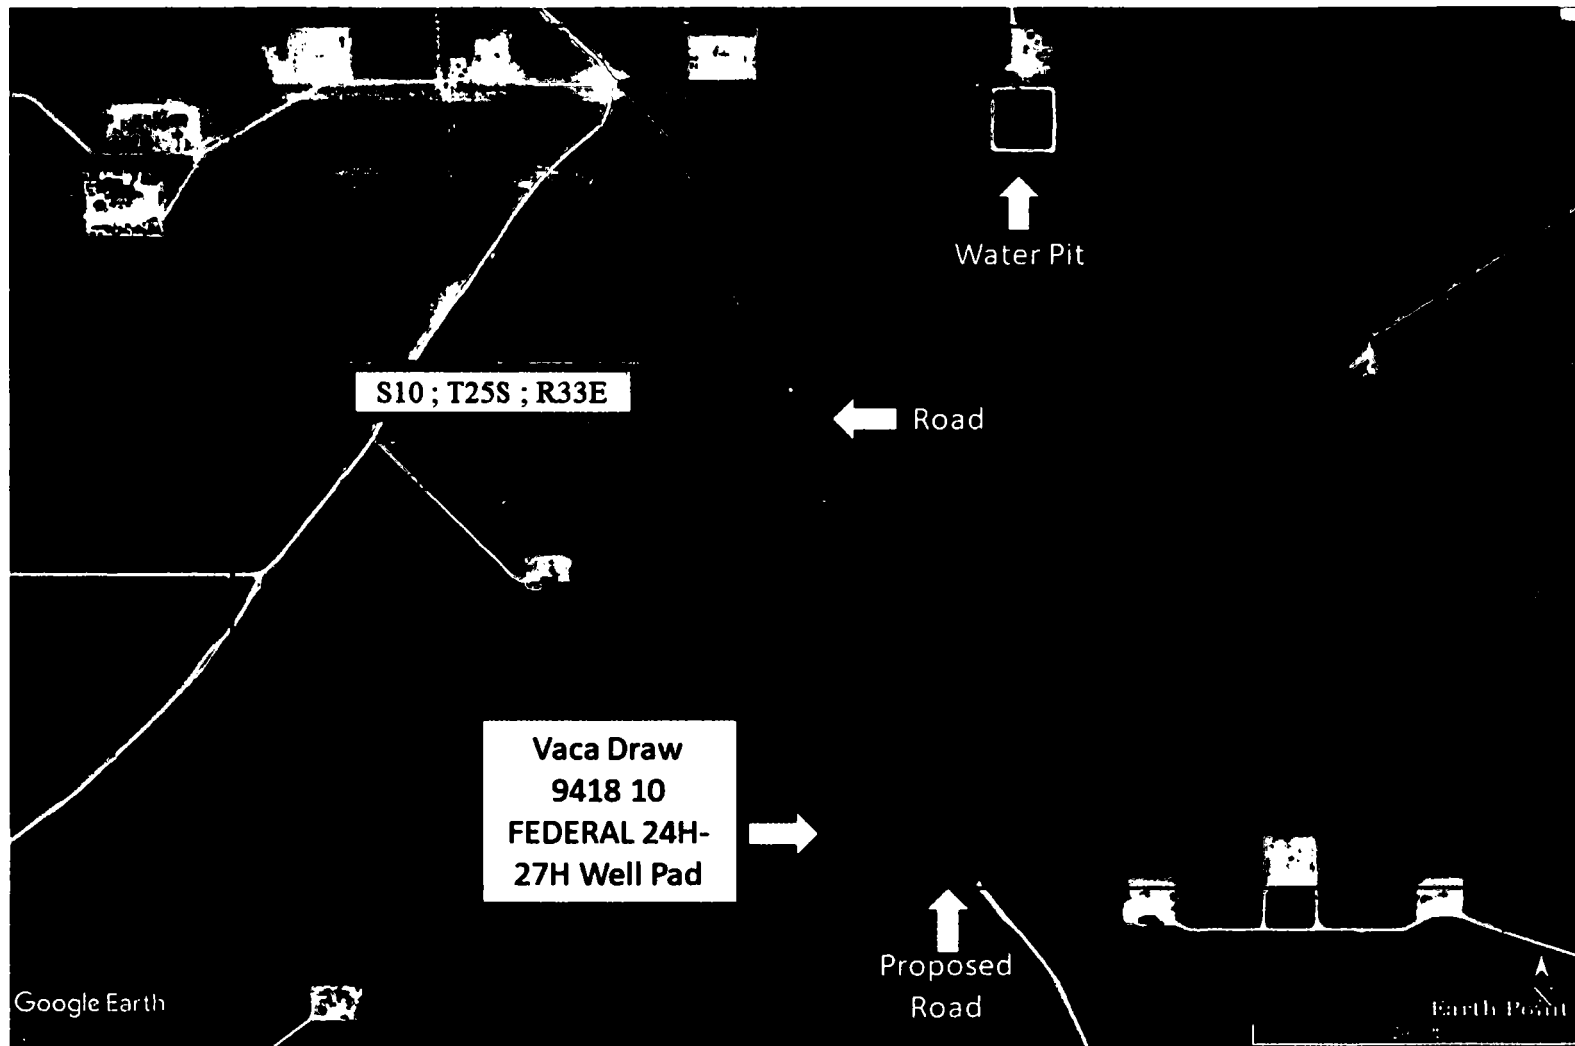 Water Pit
S10 ; T25S ; R33E
Road
Vaca Draw
9418 10
FEDERAL 24H-
27H Well Pad
Proposed
Road
Google Earth
Earth Point